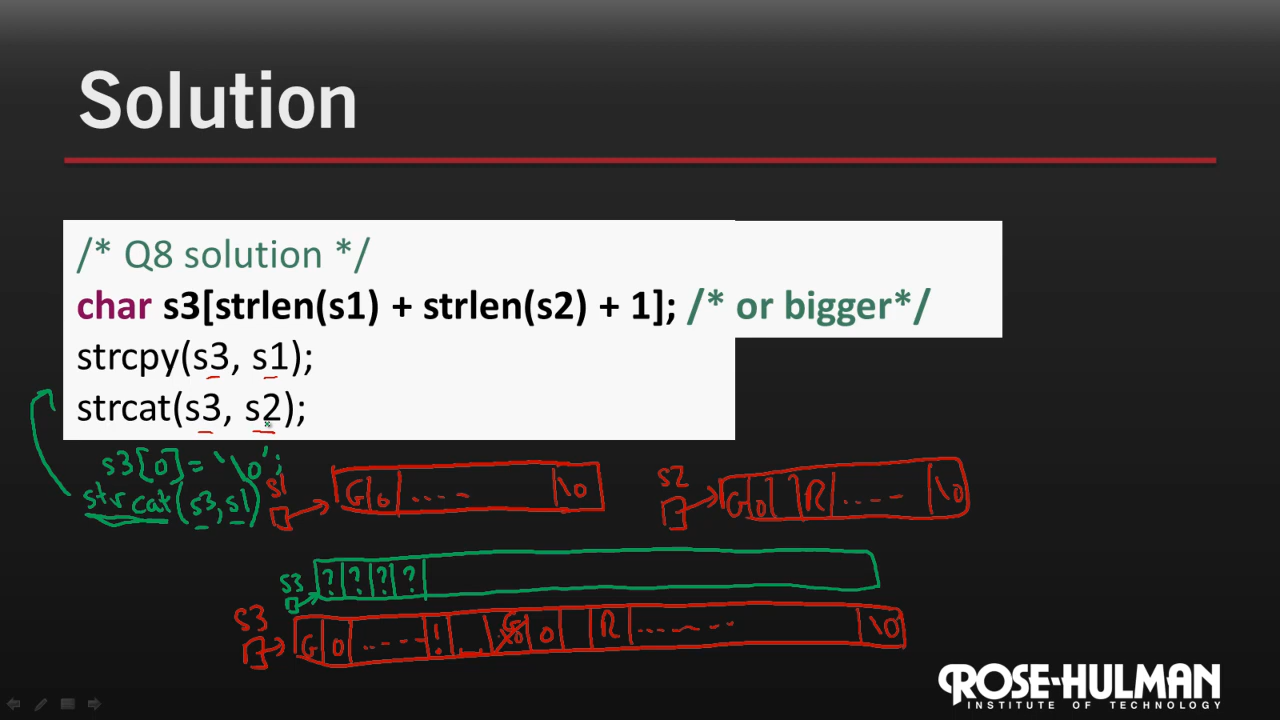 Solution
/* Q8 solution */
char s3[strlen(s1) + strlen(s2) + 1]; /* or bigger*/
strcpy(s3, s1);
strcat(s3, s2);
s3[0] = '\0';
strcat(s3,s1)
s1
G o .... \0
s2
G o R .... \0
s3
? ? ? ?
s3
G o ..... ! o R ....... \0
ROSE-HULMAN
INSTITUTE OF TECHNOLOGY